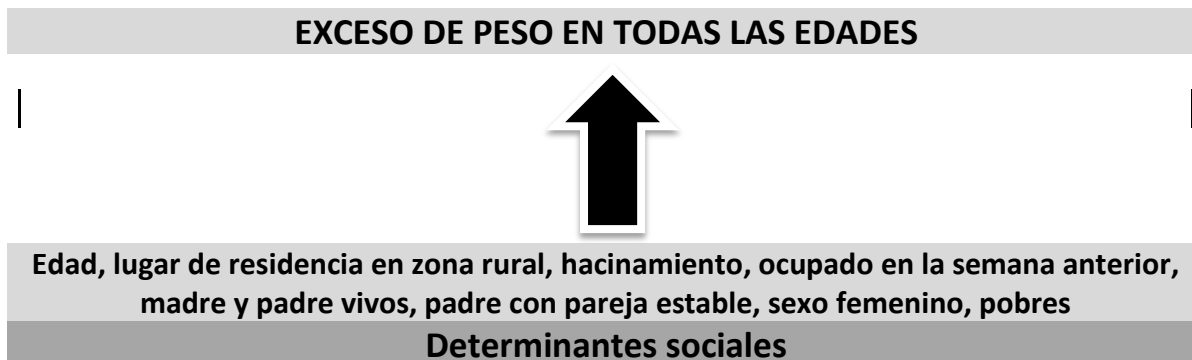 EXCESO DE PESO EN TODAS LAS EDADES
Edad, lugar de residencia en zona rural, hacinamiento, ocupado en la semana anterior,
madre y padre vivos, padre con pareja estable, sexo femenino, pobres
Determinantes sociales